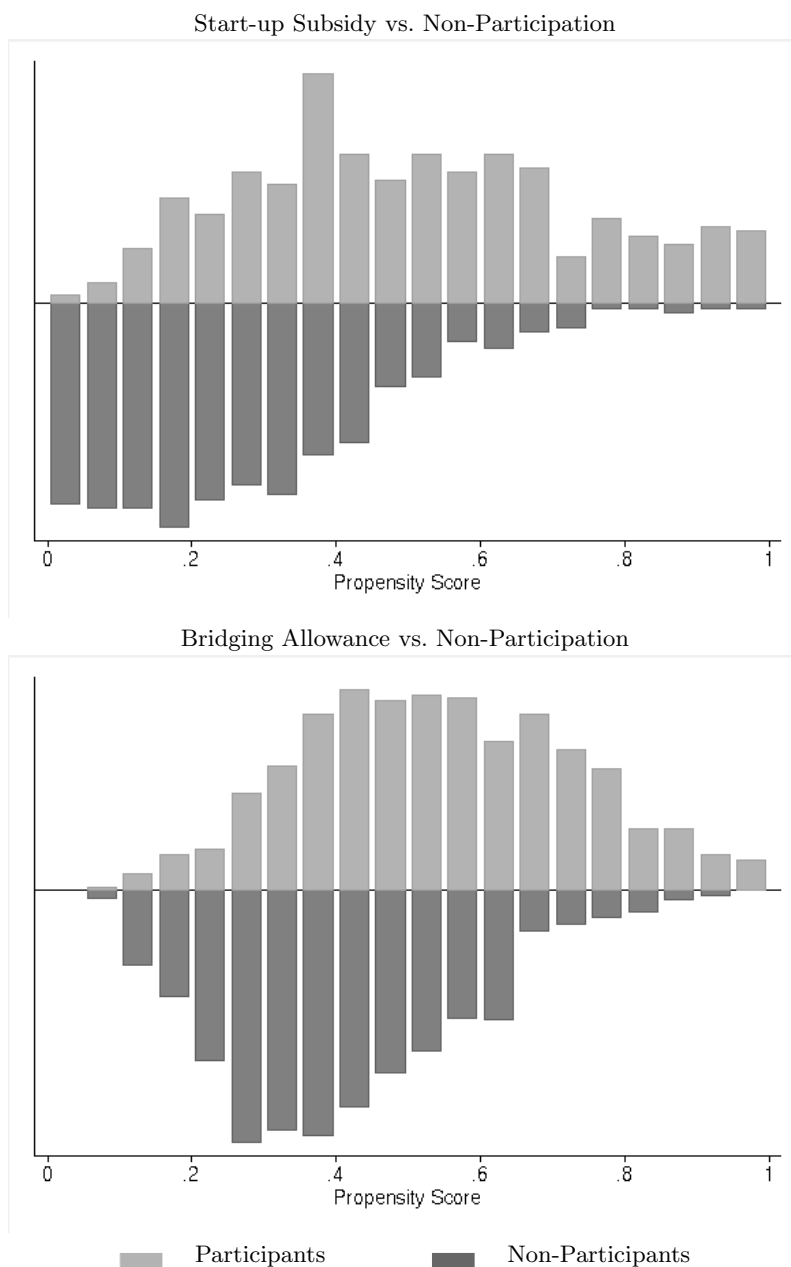 Start-up Subsidy vs. Non-Participation
0 .2 .4 .6 .8 1
Propensity Score
Bridging Allowance vs. Non-Participation
0 .2 .4 .6 .8 1
Propensity Score
Participants Non-Participants